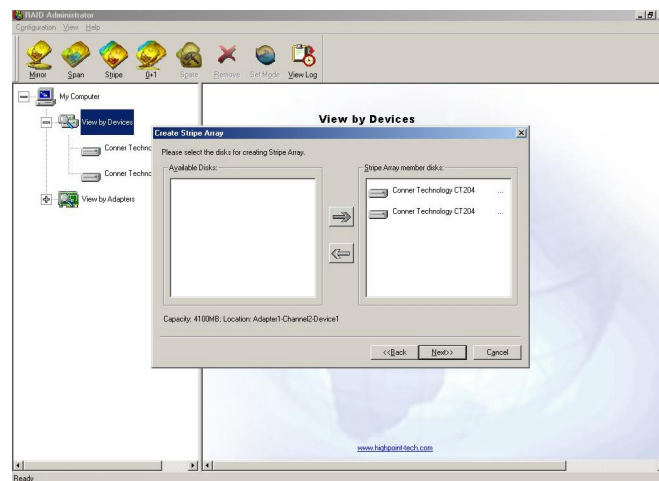 RAID Administrator
Configuration View Help
Mirror Span Stripe 0+1 Spare Remove Set Mode View Log
My Computer
View by Devices
Conner Techno
Conner Techno
View by Adapters
View by Devices
Create Stripe Array
Please select the disks for creating Stripe Array.
Available Disks:
Stripe Array member disks:
Conner Technology CT204 ...
Conner Technology CT204 ...
Capacity: 4100MB; Location: Adapter1-Channel2-Device1
<<Back Next>> Cancel
www.highpoint-tech.com
Ready